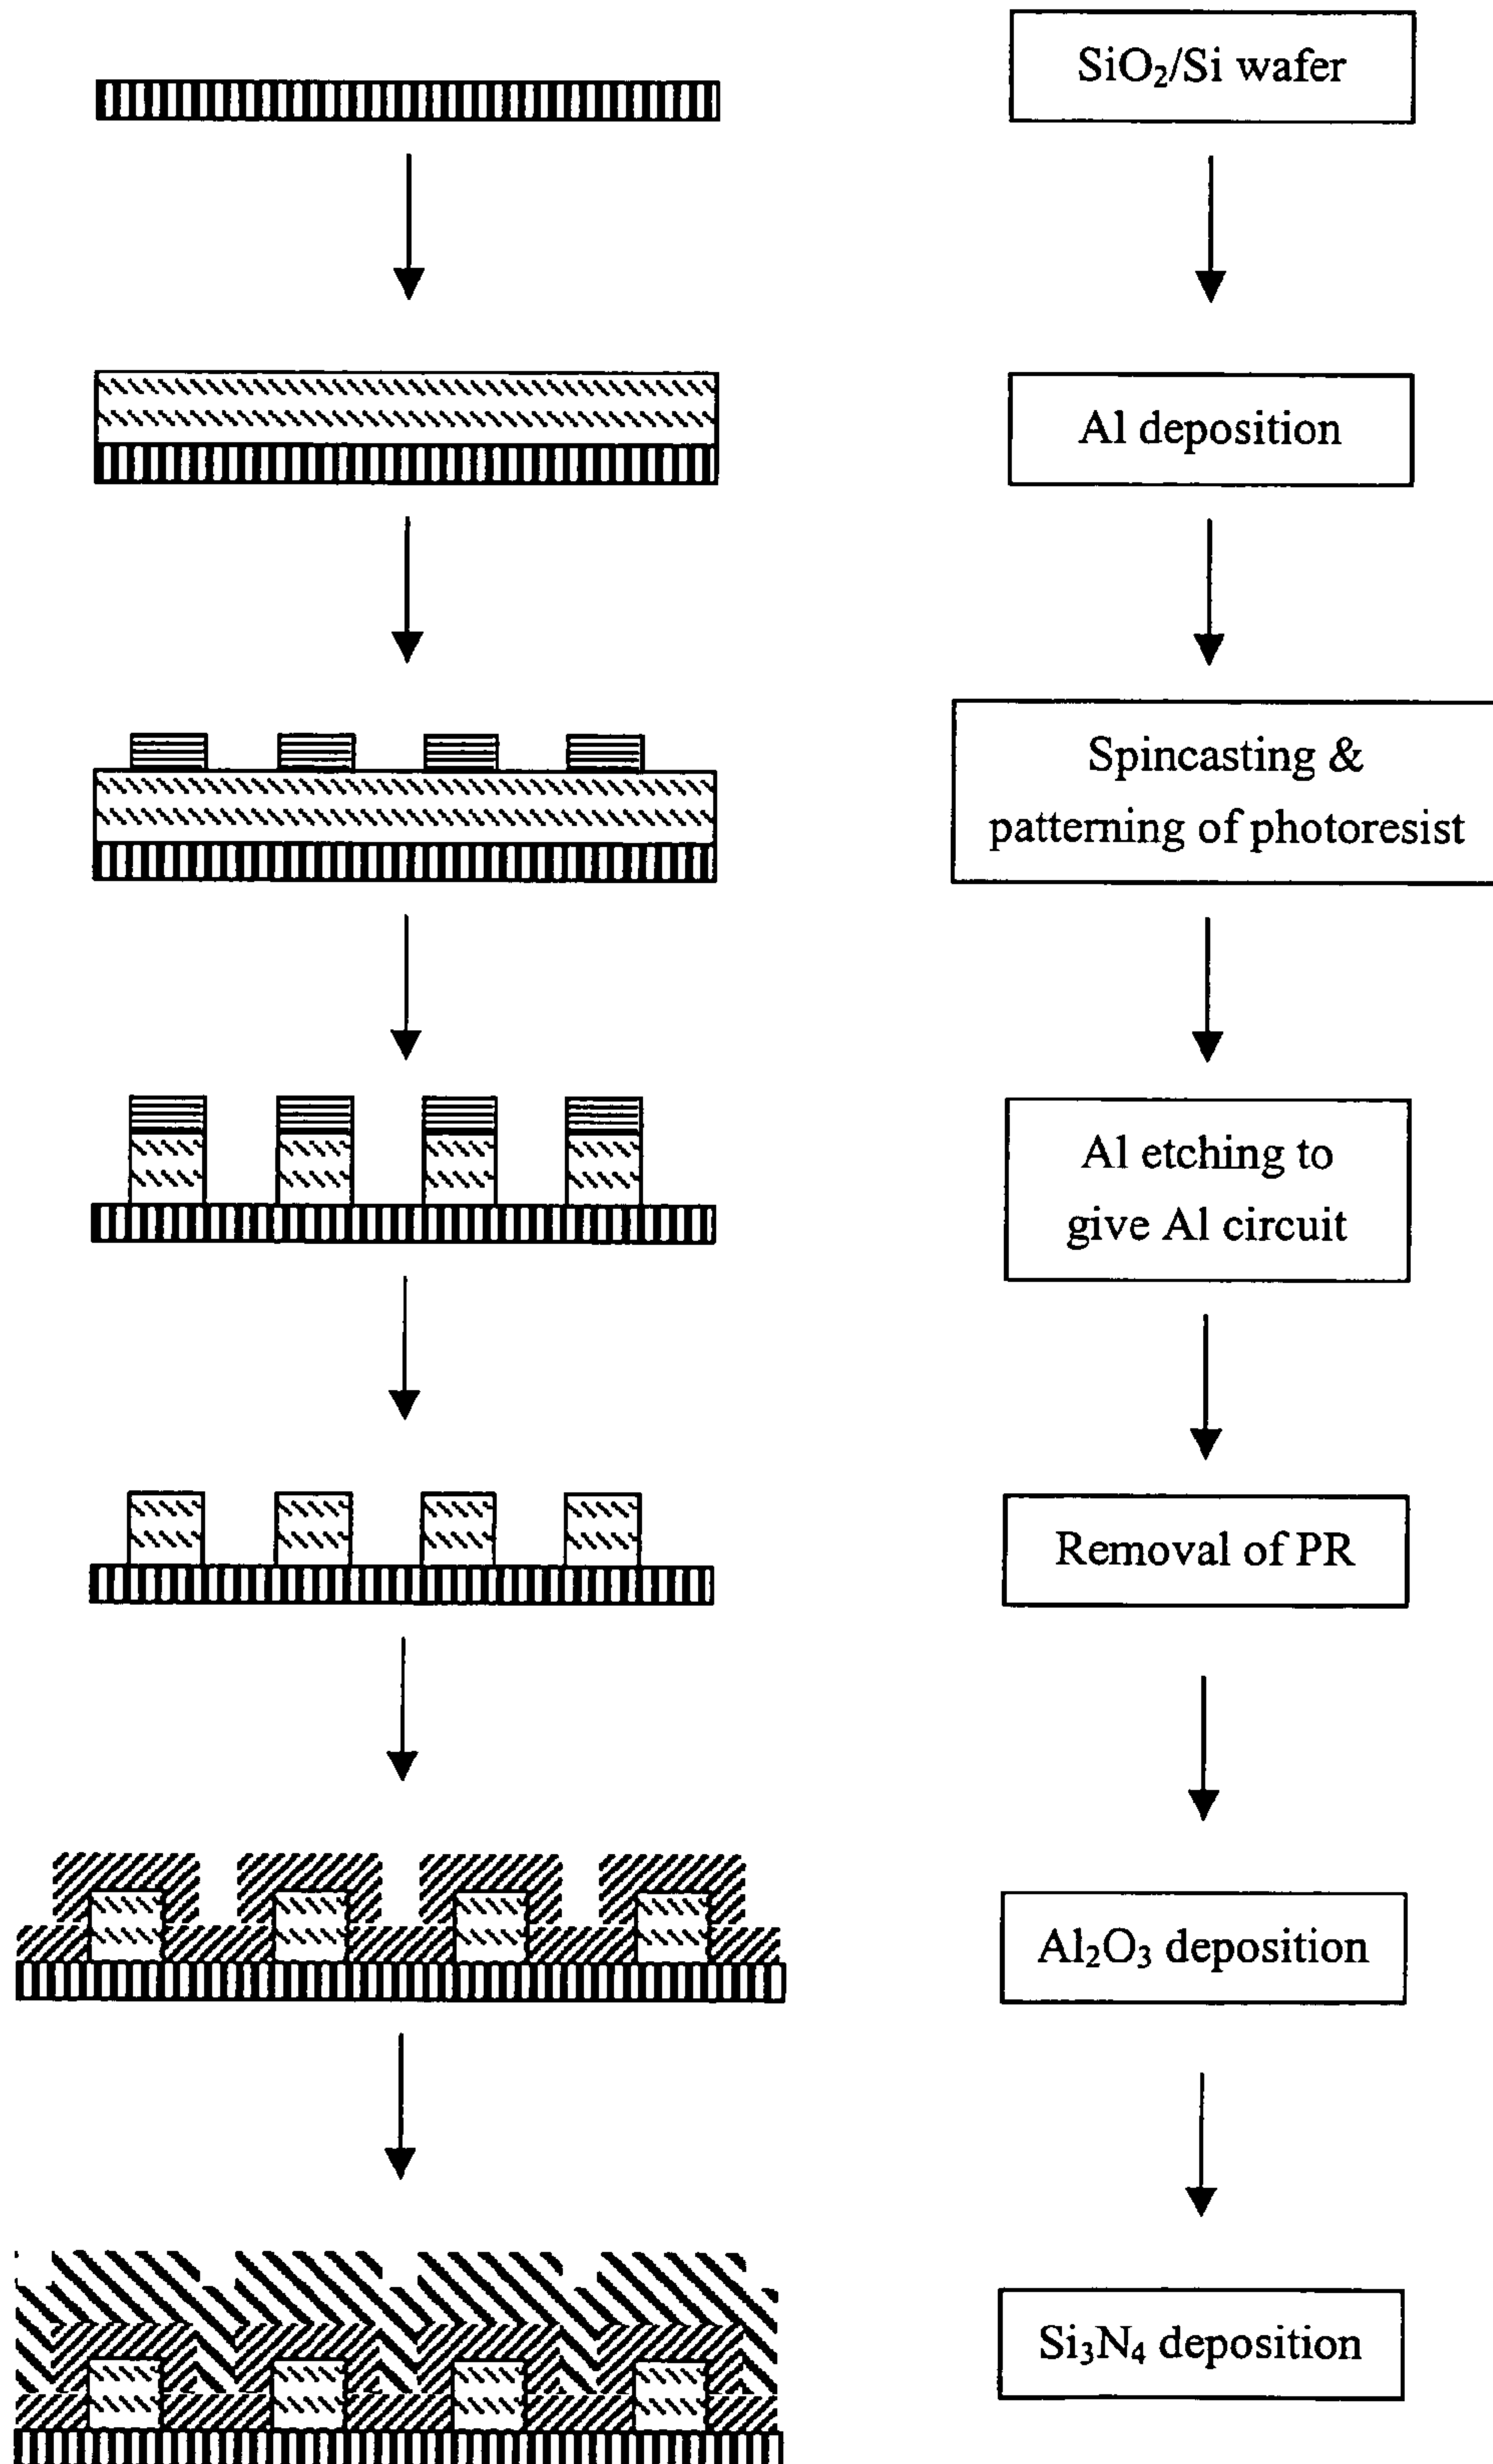 SiO₂/Si wafer
Al deposition
Spincasting &
patterning of photoresist
Al etching to
give Al circuit
Removal of PR
Al₂O₃ deposition
Si₃N₄ deposition